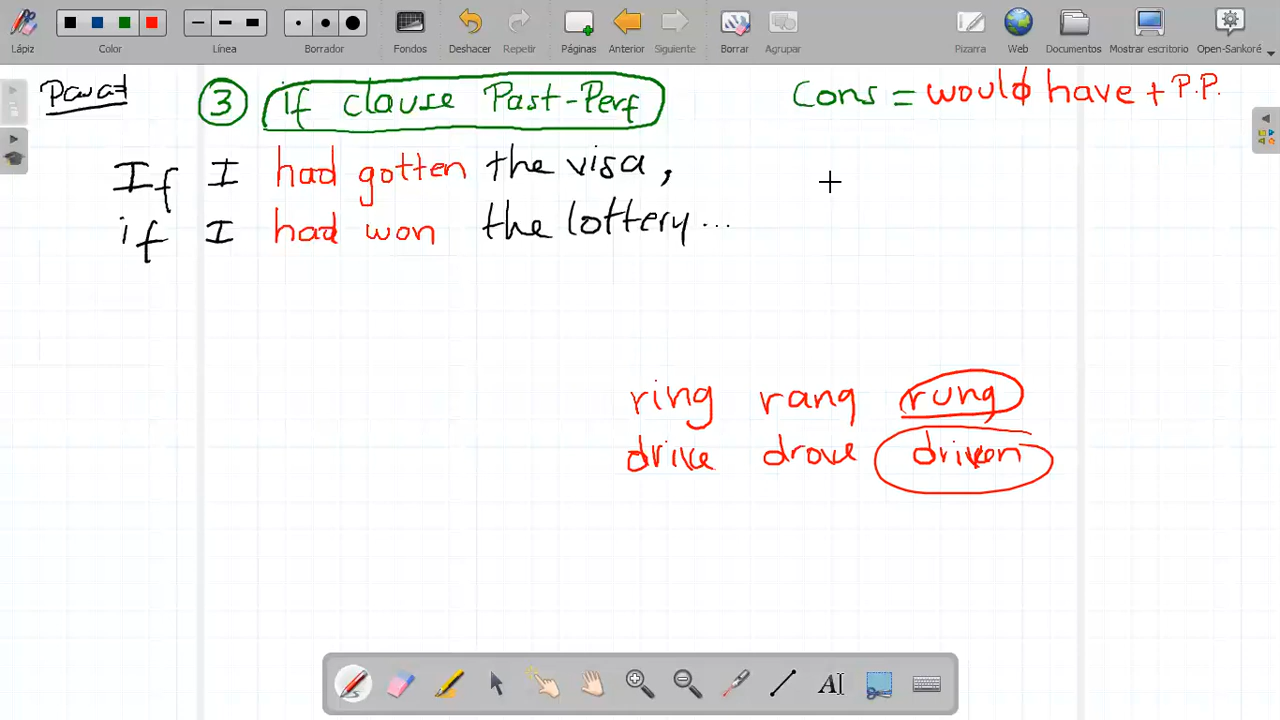 Lápiz Color Línea Borrador Fondos Deshacer Repetir Páginas Anterior Siguiente Borrar Agrupar Pizarra Web Documentos Mostrar escritorio Open-Sankoré
3 if clause Past-Perf Cons = would have + P.P.
If I had gotten the visa,
if I had won the lottery...
ring rang rung
drive drove driven